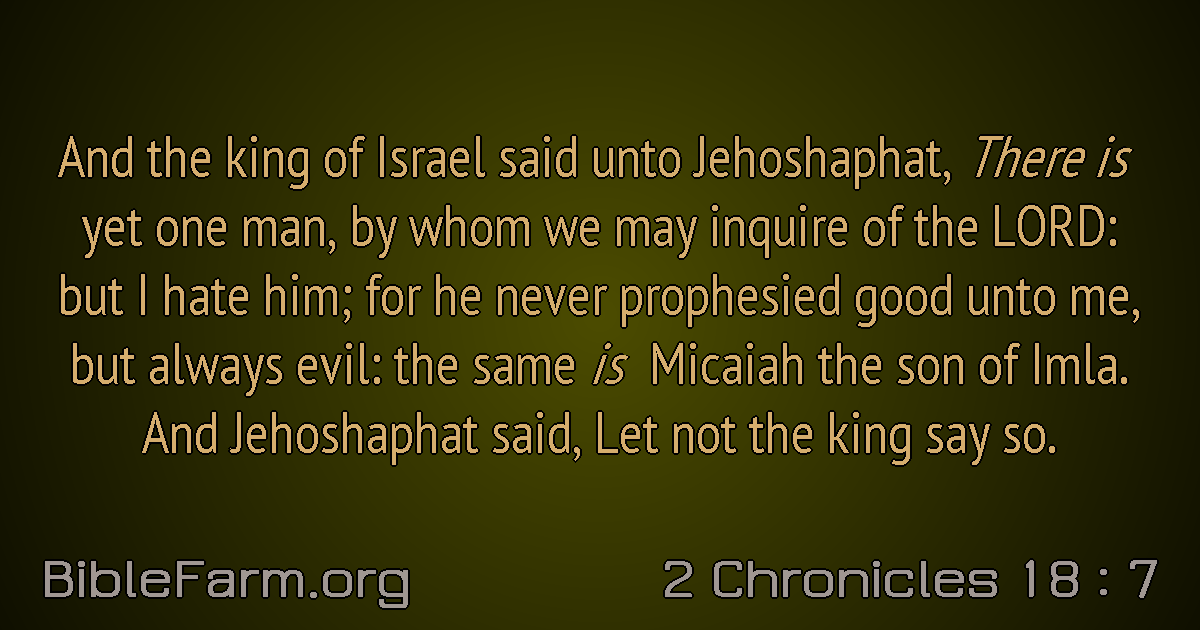 And the king of Israel said unto Jehoshaphat, There is
yet one man, by whom we may inquire of the LORD:
but I hate him; for he never prophesied good unto me,
but always evil: the same is Micaiah the son of Imla.
And Jehoshaphat said, Let not the king say so.
BibleFarm.org
2 Chronicles 18 : 7